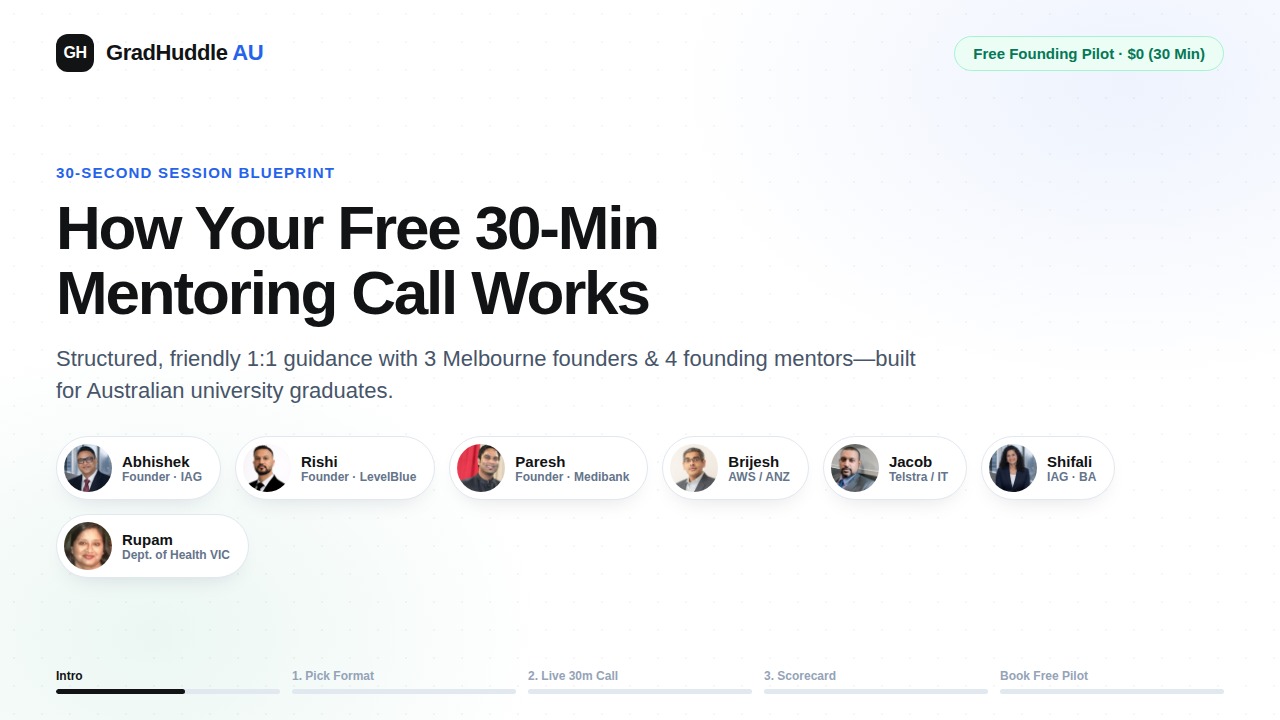 GH GradHuddle AU
Free Founding Pilot · $0 (30 Min)
30-SECOND SESSION BLUEPRINT
How Your Free 30-Min
Mentoring Call Works
Structured, friendly 1:1 guidance with 3 Melbourne founders & 4 founding mentors—built
for Australian university graduates.
Abhishek
Founder · IAG
Rishi
Founder · LevelBlue
Paresh
Founder · Medibank
Brijesh
AWS / ANZ
Jacob
Telstra / IT
Shifali
IAG · BA
Rupam
Dept. of Health VIC
Intro
1. Pick Format
2. Live 30m Call
3. Scorecard
Book Free Pilot